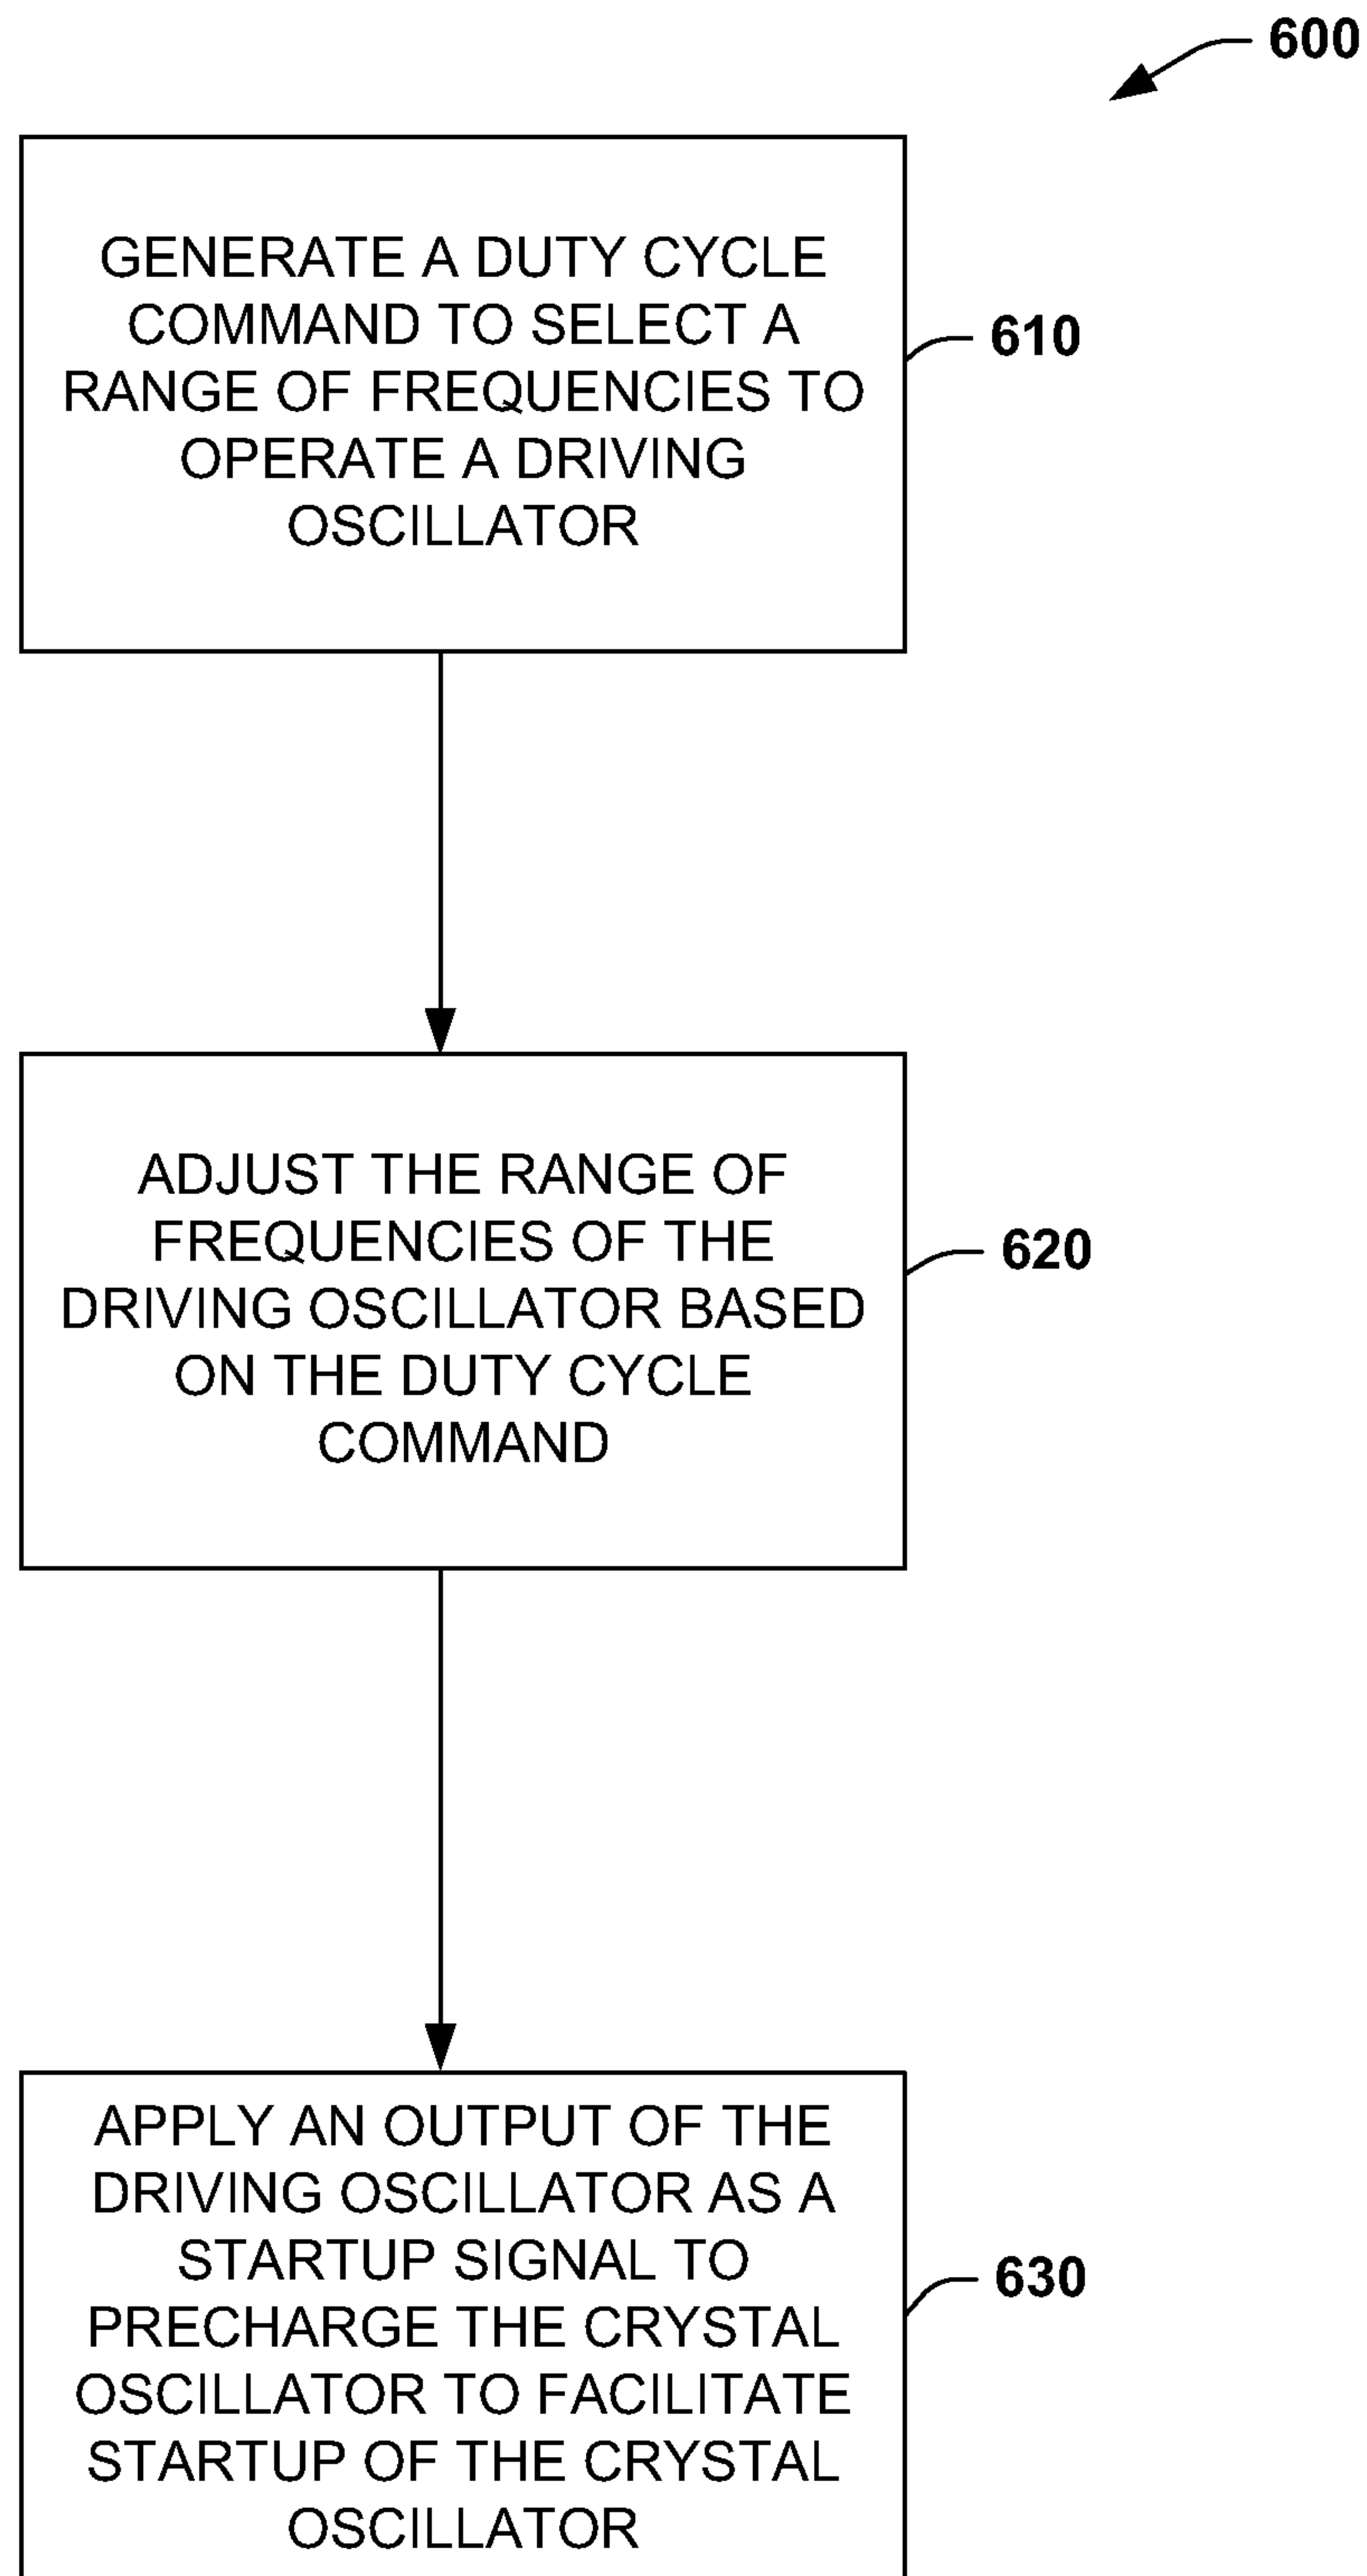 600
GENERATE A DUTY CYCLE
COMMAND TO SELECT A
RANGE OF FREQUENCIES TO
OPERATE A DRIVING
OSCILLATOR
610
ADJUST THE RANGE OF
FREQUENCIES OF THE
DRIVING OSCILLATOR BASED
ON THE DUTY CYCLE
COMMAND
620
APPLY AN OUTPUT OF THE
DRIVING OSCILLATOR AS A
STARTUP SIGNAL TO
PRECHARGE THE CRYSTAL
OSCILLATOR TO FACILITATE
STARTUP OF THE CRYSTAL
OSCILLATOR
630